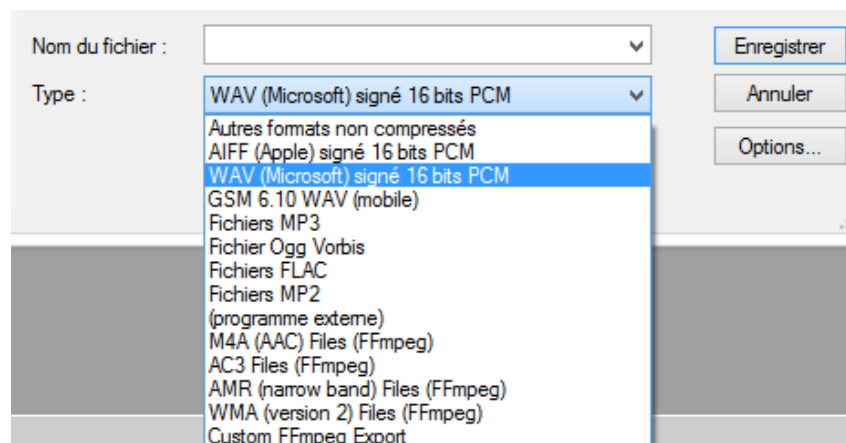 Nom du fichier :
Enregistrer
Type :
WAV (Microsoft) signé 16 bits PCM
Annuler
Autres formats non compressés
AIFF (Apple) signé 16 bits PCM
Options...
WAV (Microsoft) signé 16 bits PCM
GSM 6.10 WAV (mobile)
Fichiers MP3
Fichier Ogg Vorbis
Fichiers FLAC
Fichiers MP2
(programme externe)
M4A (AAC) Files (FFmpeg)
AC3 Files (FFmpeg)
AMR (narrow band) Files (FFmpeg)
WMA (version 2) Files (FFmpeg)
Custom FFmpeg Export